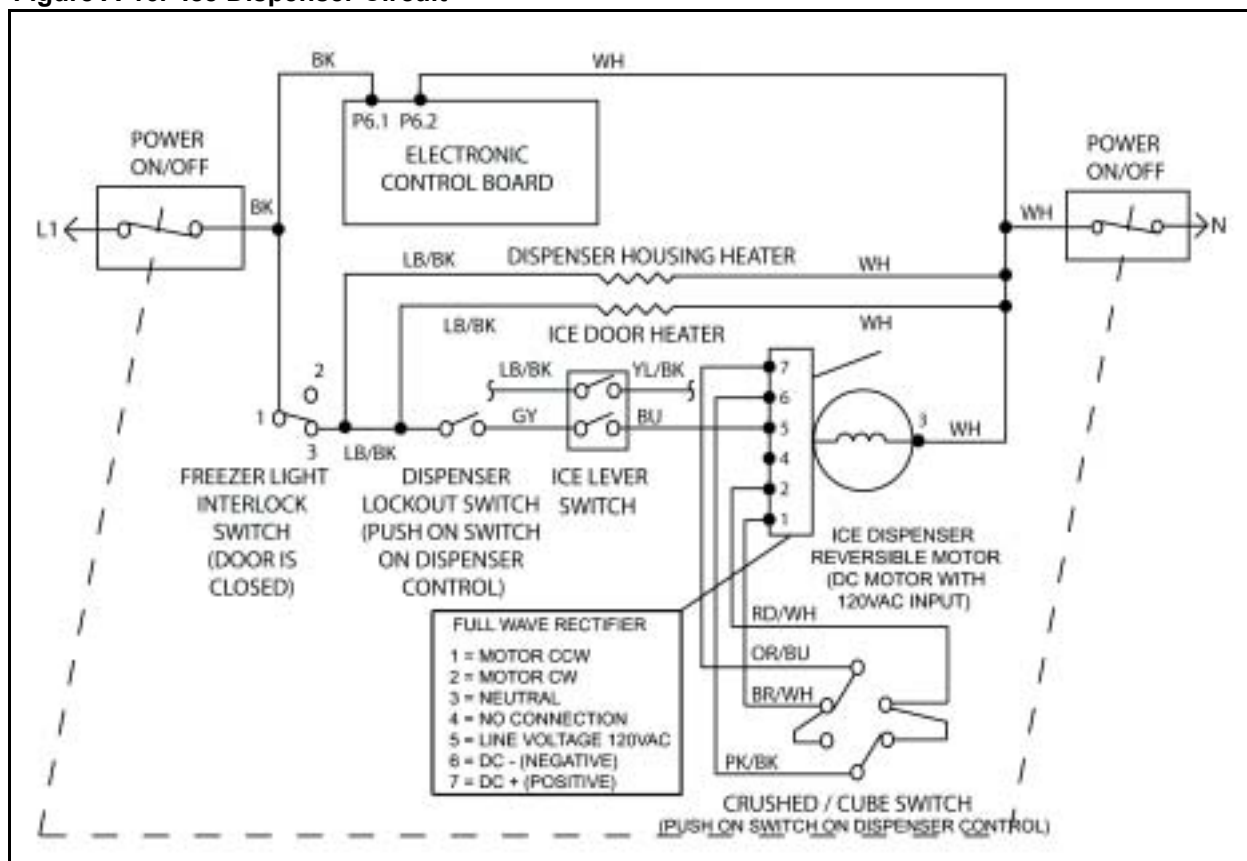 BK
WH
P6.1 P6.2
ELECTRONIC
CONTROL BOARD
POWER
ON/OFF
POWER
ON/OFF
L1
BK
WH
N
LB/BK
DISPENSER HOUSING HEATER
WH
LB/BK
ICE DOOR HEATER
WH
2
1
3
LB/BK
LB/BK
YL/BK
GY
BU
7
6
5
4
2
1
3
WH
FREEZER LIGHT
INTERLOCK
SWITCH
(DOOR IS
CLOSED)
DISPENSER
LOCKOUT SWITCH
(PUSH ON SWITCH
ON DISPENSER
CONTROL)
ICE LEVER
SWITCH
ICE DISPENSER
REVERSIBLE MOTOR
(DC MOTOR WITH
120VAC INPUT)
FULL WAVE RECTIFIER
1 = MOTOR CCW
2 = MOTOR CW
3 = NEUTRAL
4 = NO CONNECTION
5 = LINE VOLTAGE 120VAC
6 = DC - (NEGATIVE)
7 = DC + (POSITIVE)
RD/WH
OR/BU
BR/WH
PK/BK
CRUSHED / CUBE SWITCH
(PUSH ON SWITCH ON DISPENSER CONTROL)